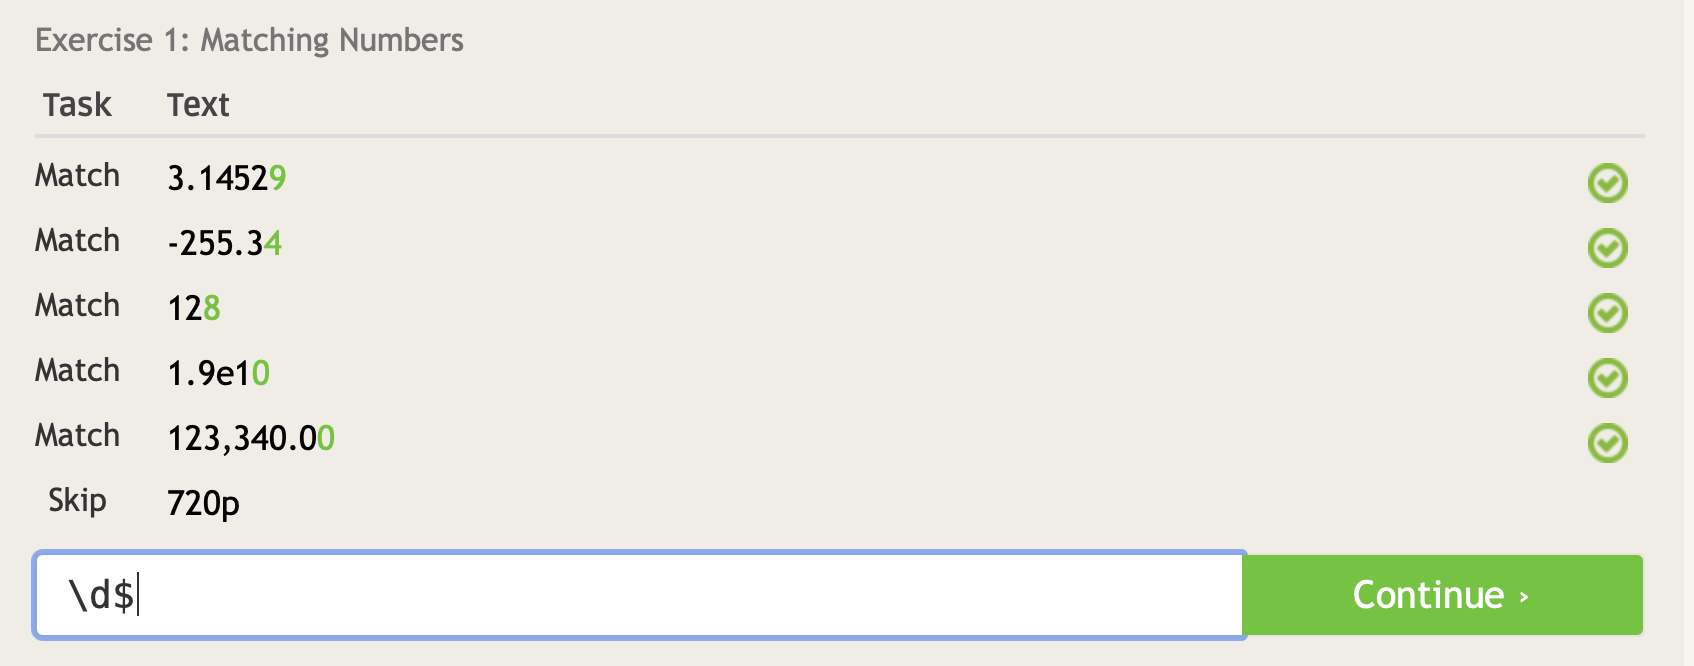 Exercise 1: Matching Numbers
Task Text
Match 3.14529
Match -255.34
Match 128
Match 1.9e10
Match 123,340.00
Skip 720p
\d$ Continue ›